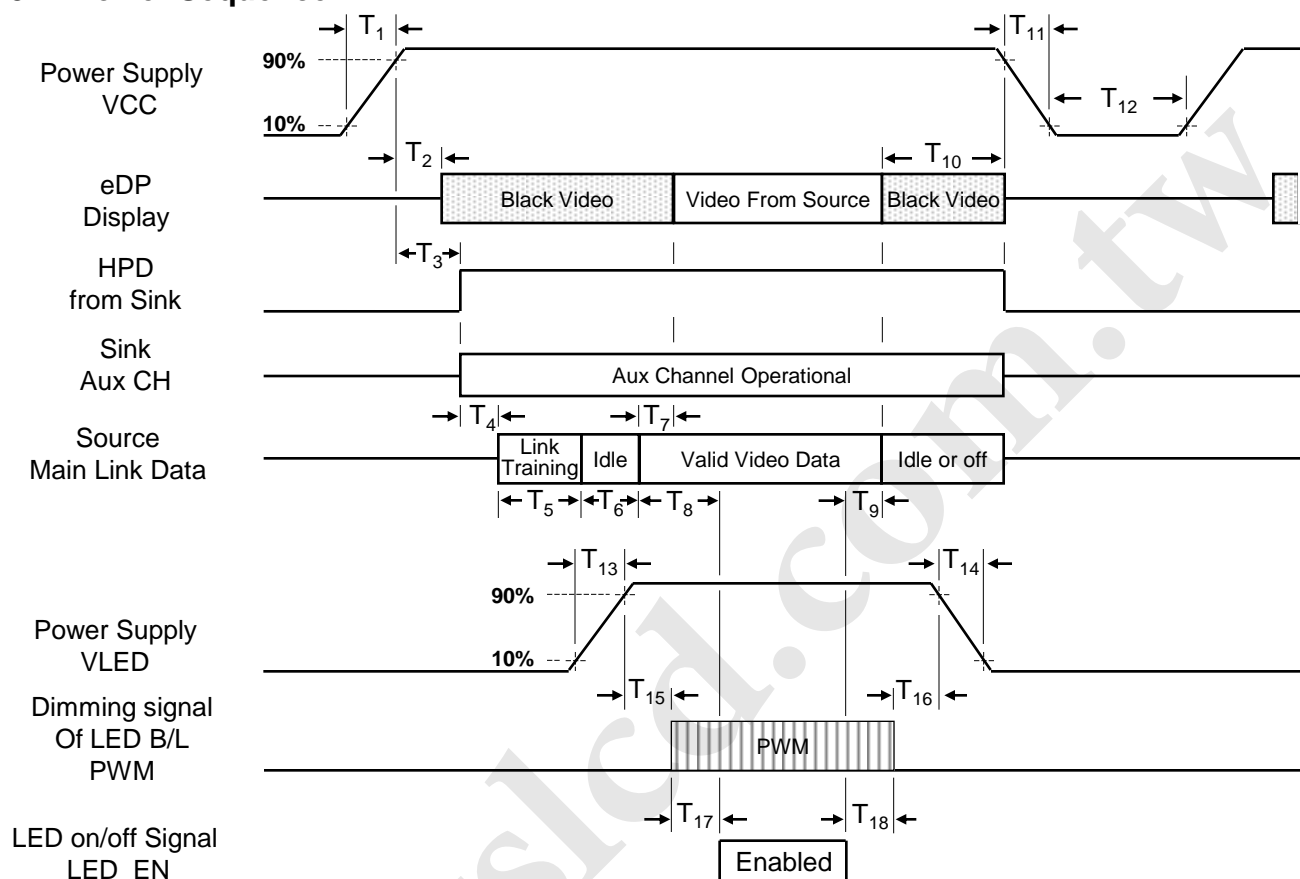 T1
T11
90%
Power Supply
VCC
T12
10%
T2
T10
eDP
Display
Black Video
Video From Source
Black Video
T3
HPD
from Sink
Sink
Aux CH
Aux Channel Operational
T4
T7
Source
Main Link Data
Link
Training
Idle
Valid Video Data
Idle or off
T5
T6
T8
T9
T13
T14
90%
Power Supply
VLED
10%
T15
T16
Dimming signal
Of LED B/L
PWM
PWM
T17
T18
LED on/off Signal
LED_EN
Enabled
slcd.com.tw